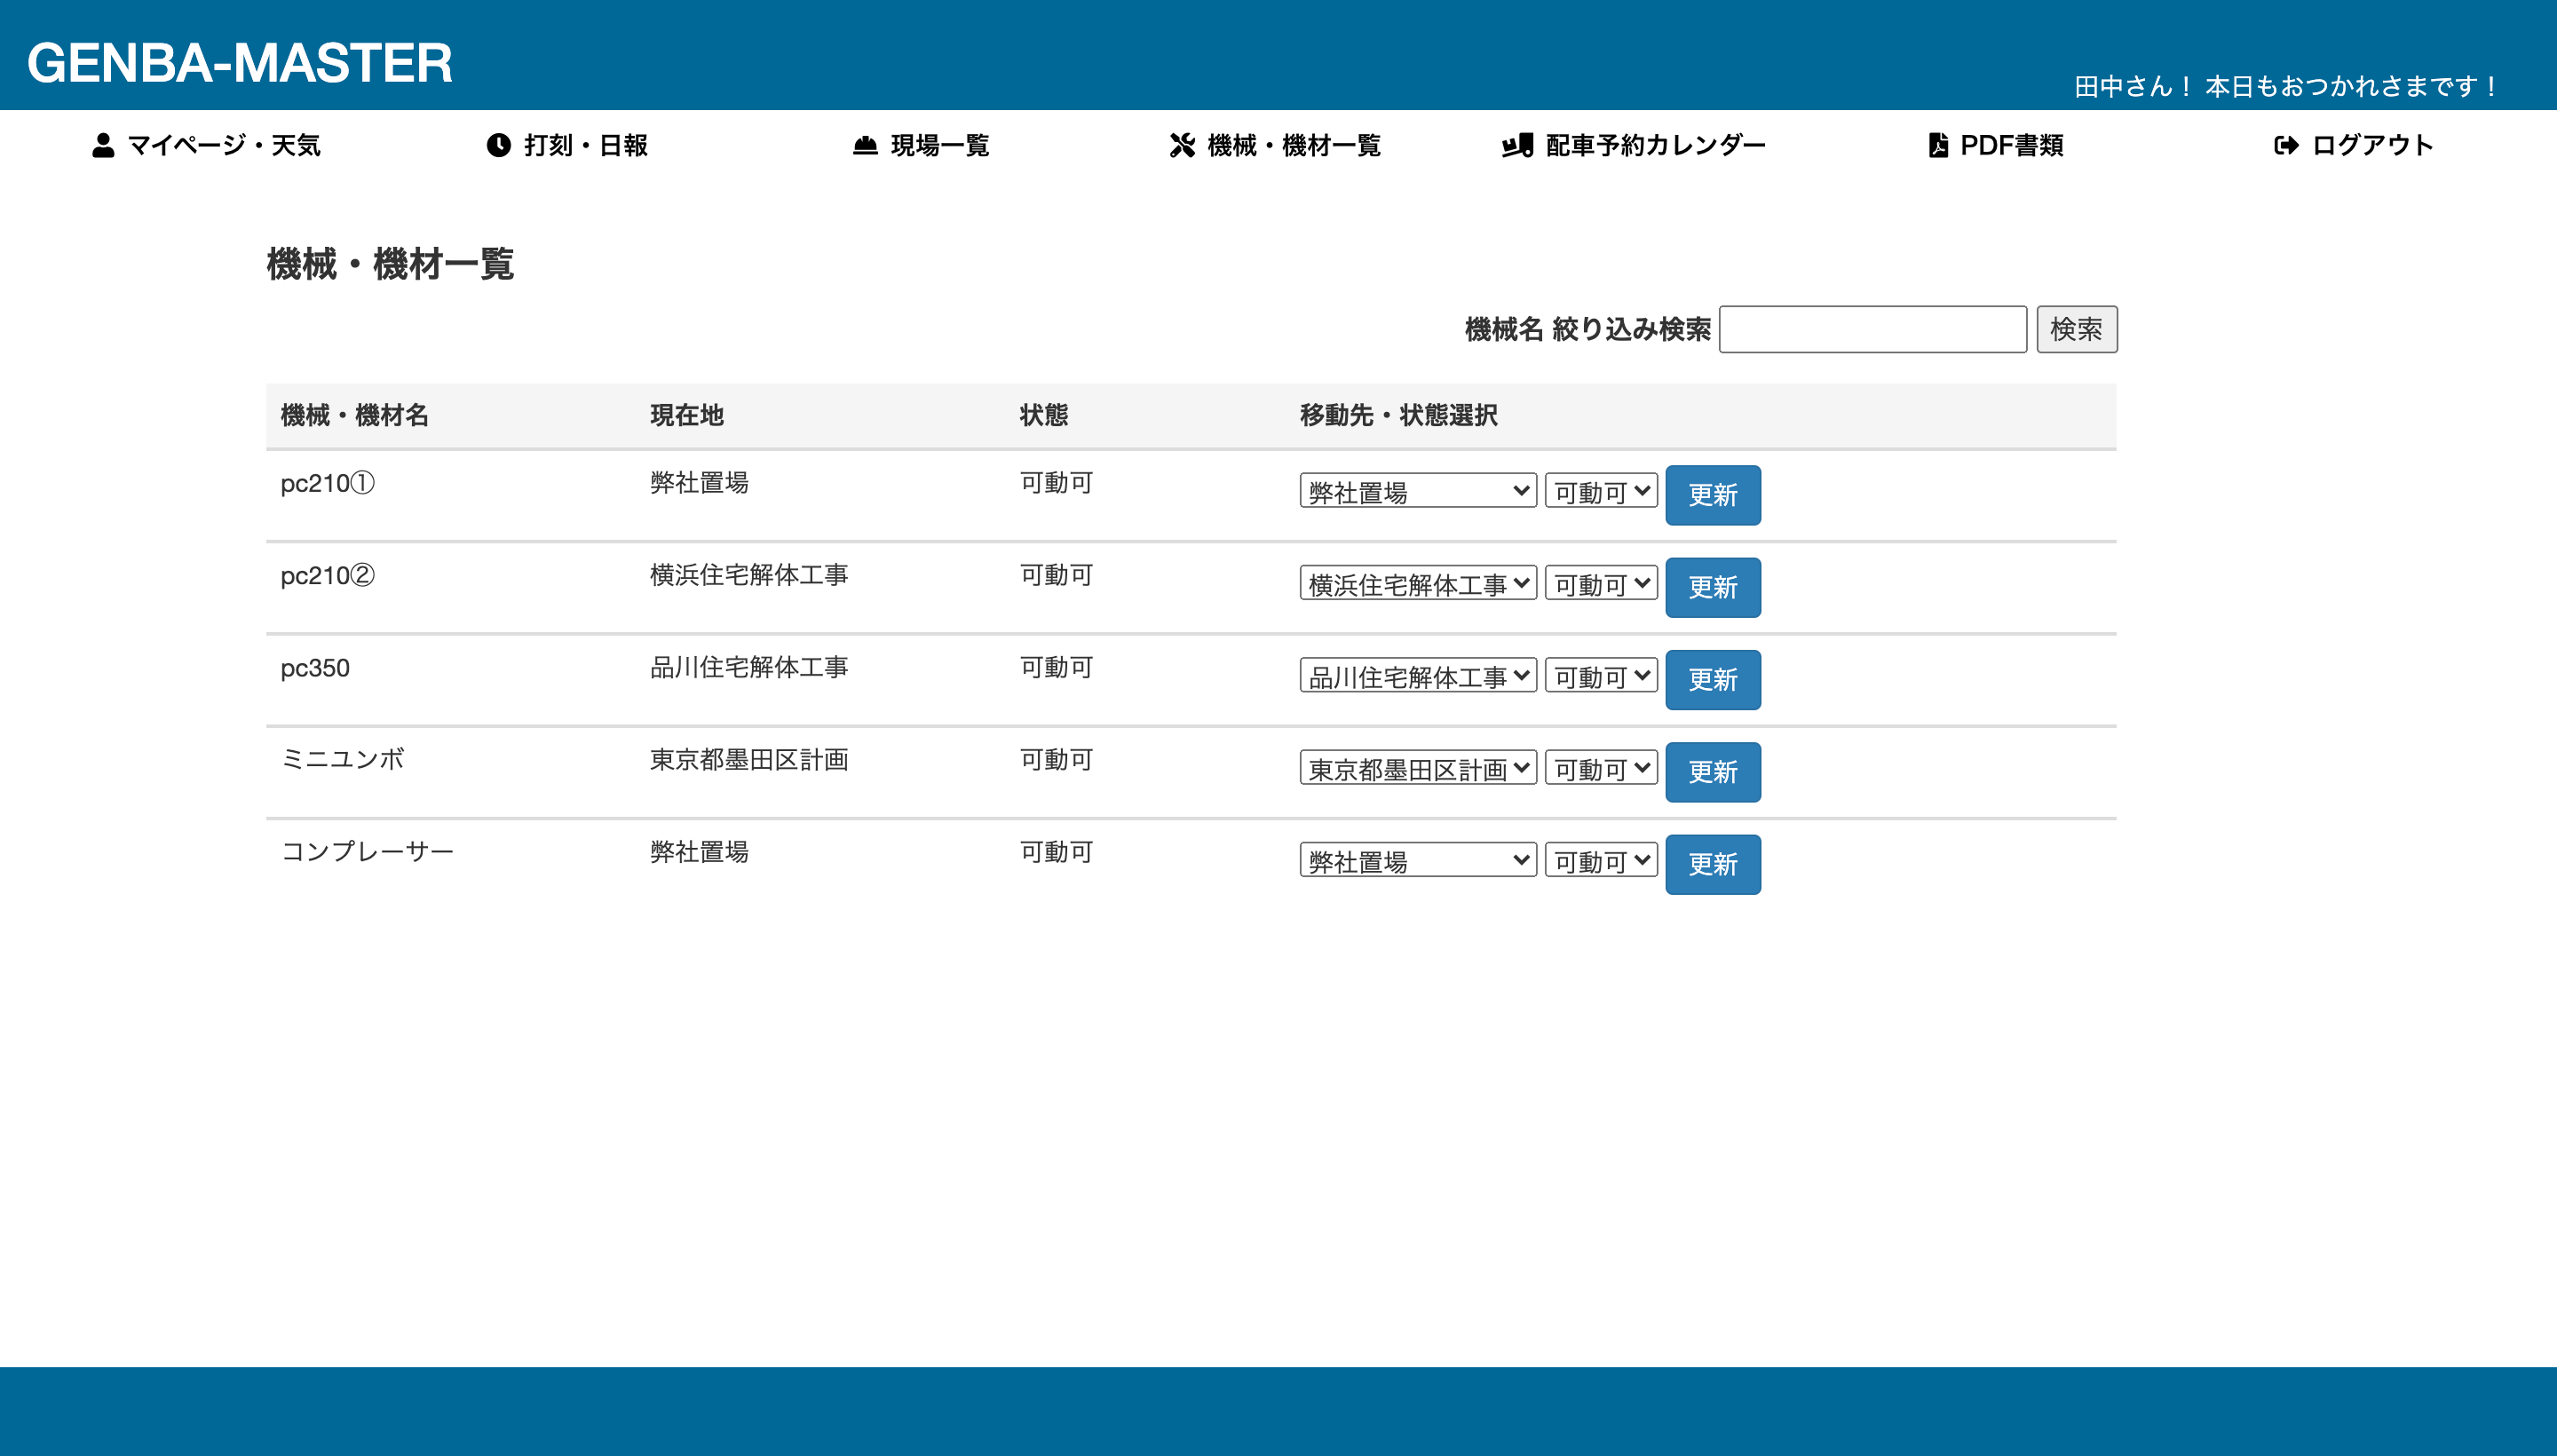 GENBA-MASTER
田中さん！ 本日もおつかれさまです！
マイページ・天気 打刻・日報 現場一覧 機械・機材一覧 配車予約カレンダー PDF書類 ログアウト
機械・機材一覧
機械名 絞り込み検索 検索
機械・機材名 現在地 状態 移動先・状態選択
pc210① 弊社置場 可動可 弊社置場 可動可 更新
pc210② 横浜住宅解体工事 可動可 横浜住宅解体工事 可動可 更新
pc350 品川住宅解体工事 可動可 品川住宅解体工事 可動可 更新
ミニユンボ 東京都墨田区計画 可動可 東京都墨田区計画 可動可 更新
コンプレーサー 弊社置場 可動可 弊社置場 可動可 更新